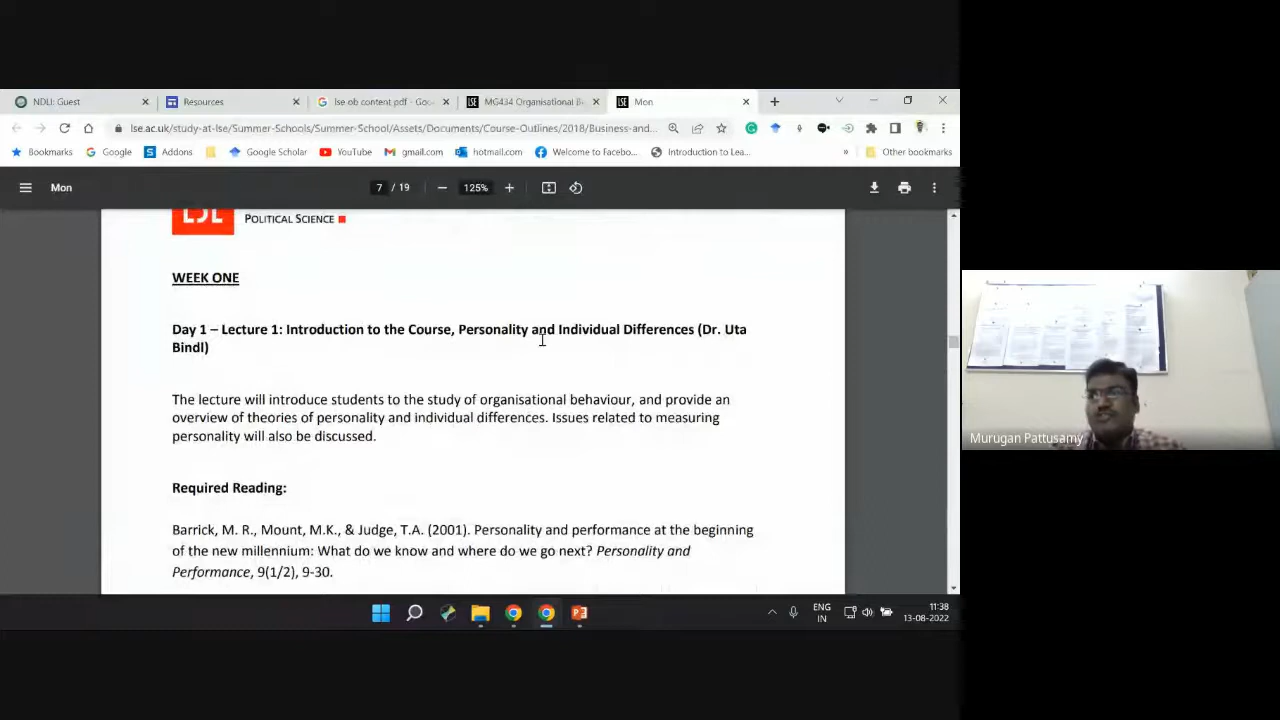 NDLI: Guest
Resources
lse ob content pdf - Goo
MG434 Organisational B
Mon
lse.ac.uk/study-at-lse/Summer-Schools/Summer-School/Assets/Documents/Course-Outlines/2018/Business-and...
Bookmarks
Google
Addons
Google Scholar
YouTube
gmail.com
hotmail.com
Welcome to Facebo...
Introduction to Lea...
»
Other bookmarks
Mon
7 / 19
125%
POLITICAL SCIENCE
WEEK ONE
Day 1 – Lecture 1: Introduction to the Course, Personality and Individual Differences (Dr. Uta
Bindl)
The lecture will introduce students to the study of organisational behaviour, and provide an
overview of theories of personality and individual differences. Issues related to measuring
personality will also be discussed.
Required Reading:
Barrick, M. R., Mount, M.K., & Judge, T.A. (2001). Personality and performance at the beginning
of the new millennium: What do we know and where do we go next? Personality and
Performance, 9(1/2), 9-30.
ENG
IN
11:38
13-08-2022
Murugan Pattusamy